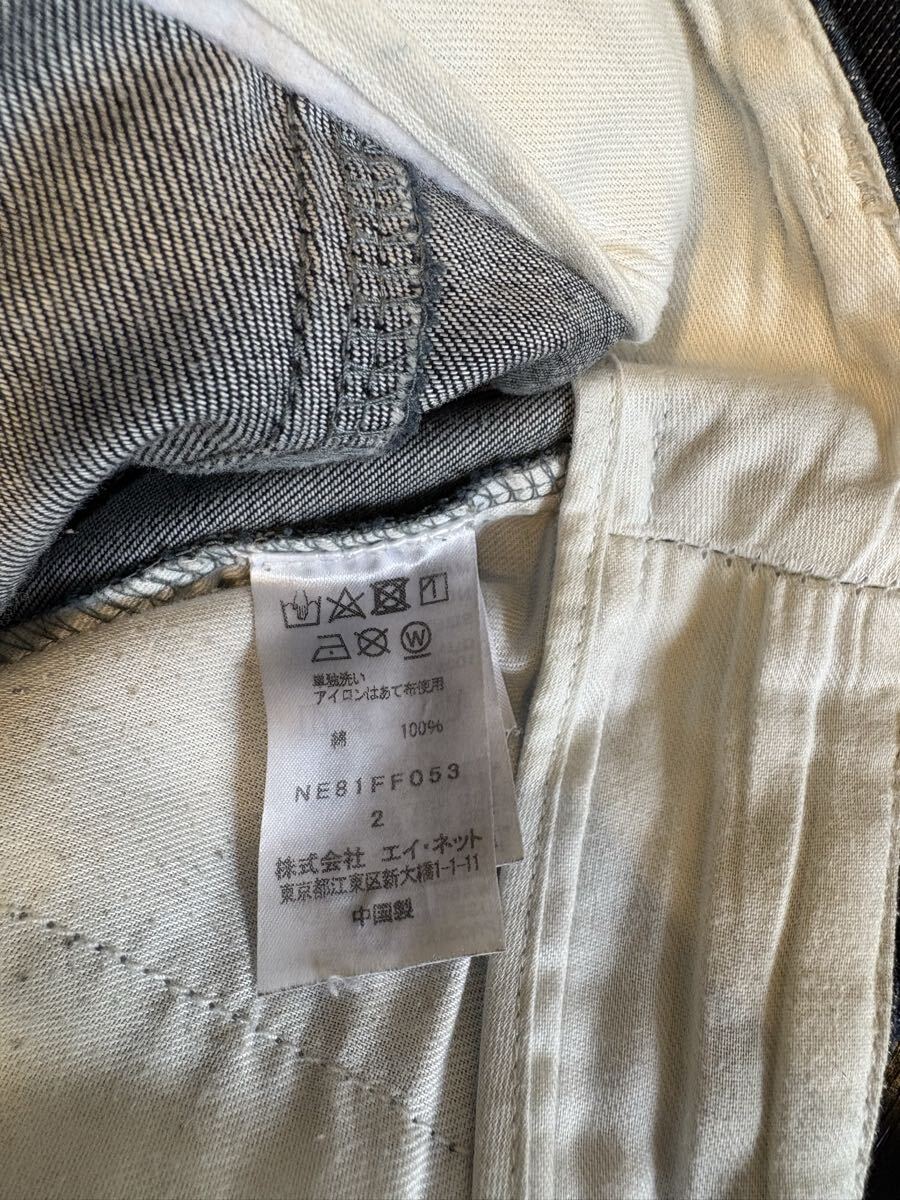 W
単独洗い
アイロンはあて布使用
綿 100%
NE81FF053
2
株式会社 エイ・ネット
東京都江東区新大橋1-1-11
中国製